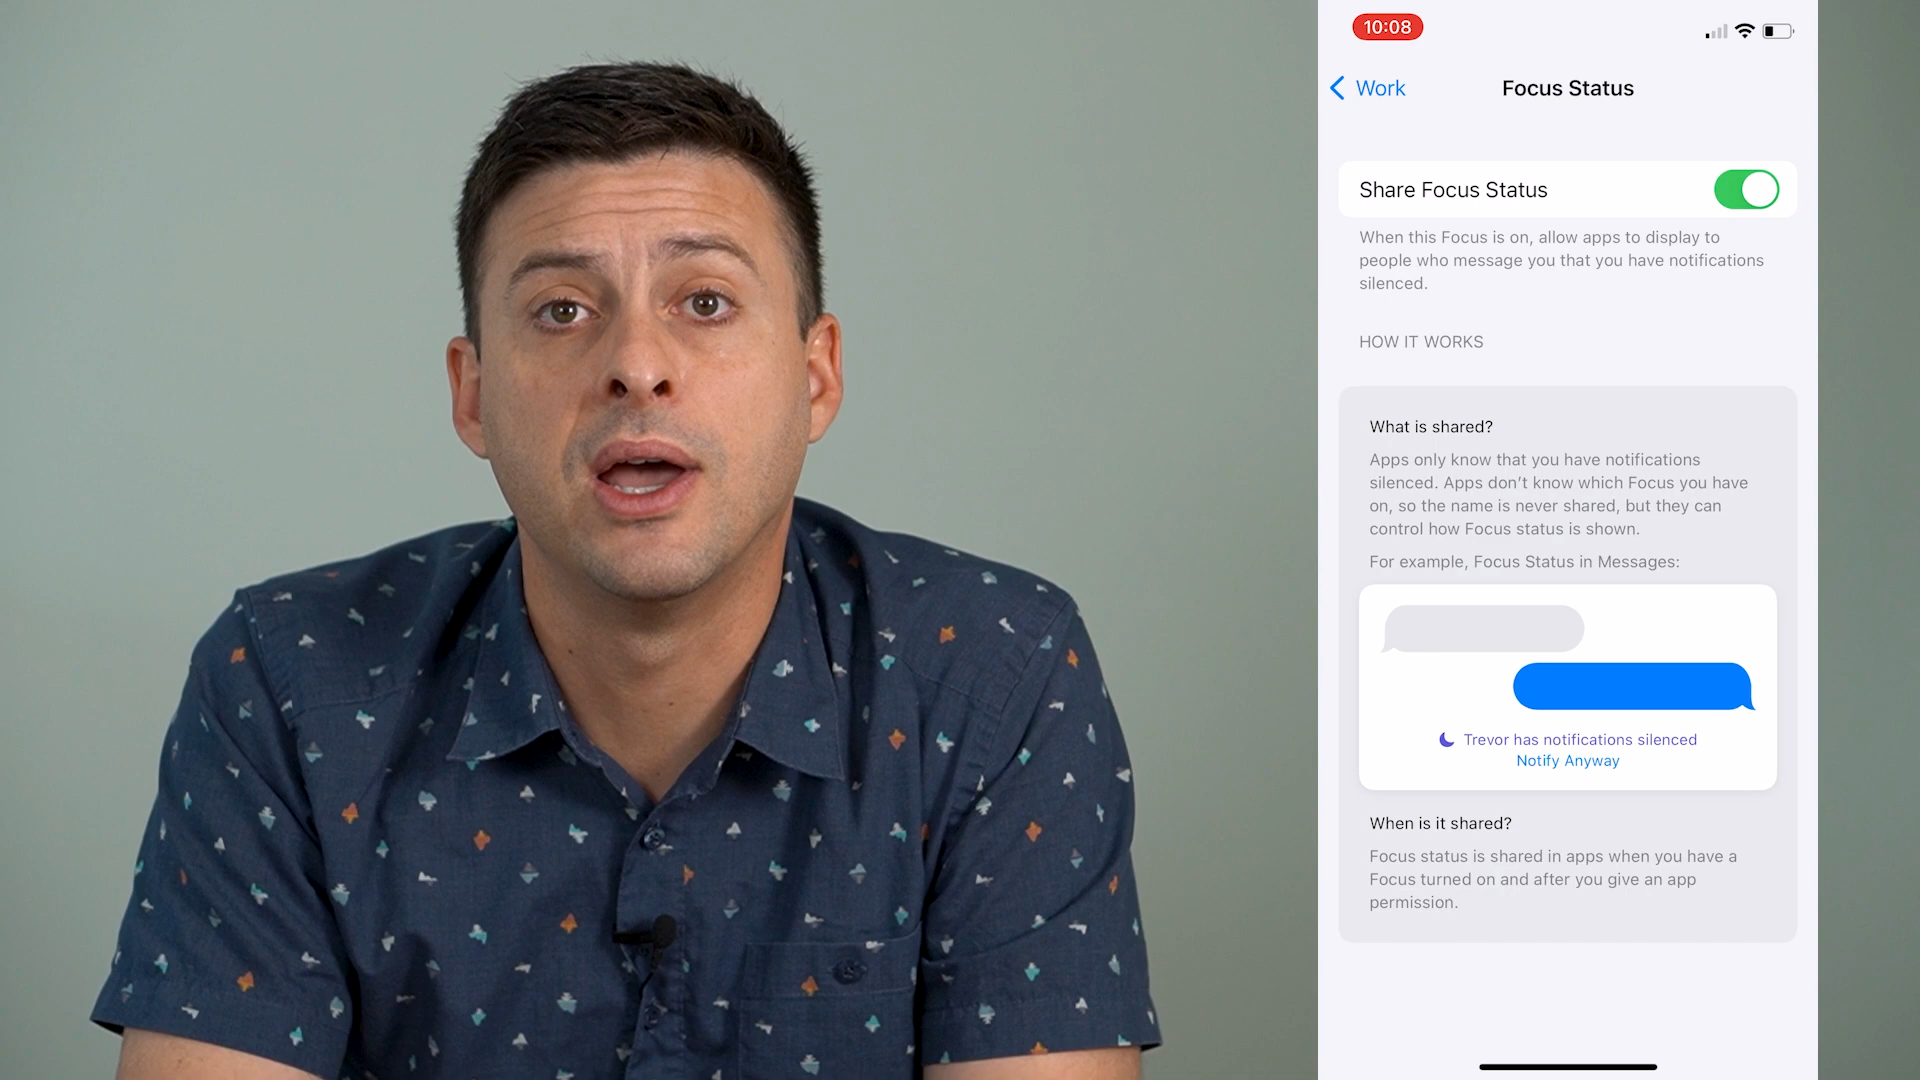 10:08
Work
Focus Status
Share Focus Status
When this Focus is on, allow apps to display to
people who message you that you have notifications
silenced.
HOW IT WORKS
What is shared?
Apps only know that you have notifications
silenced. Apps don’t know which Focus you have
on, so the name is never shared, but they can
control how Focus status is shown.
For example, Focus Status in Messages:
Trevor has notifications silenced
Notify Anyway
When is it shared?
Focus status is shared in apps when you have a
Focus turned on and after you give an app
permission.